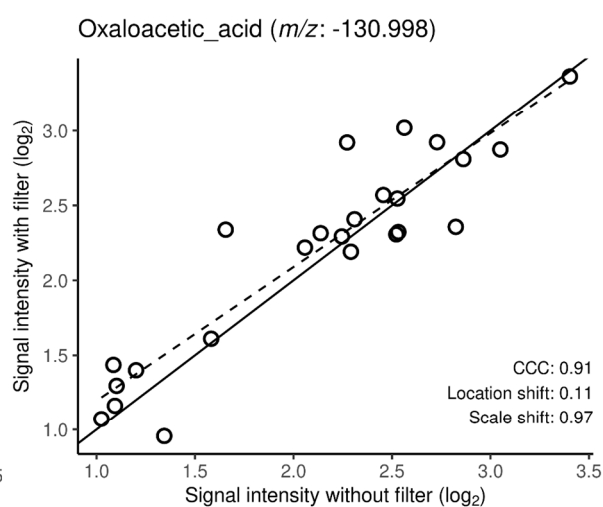 Oxaloacetic_acid (m/z: -130.998)
Signal intensity with filter (log₂)
3.0
2.5
2.0
1.5
1.0
CCC: 0.91
Location shift: 0.11
Scale shift: 0.97
1.0 1.5 2.0 2.5 3.0 3.5
Signal intensity without filter (log₂)